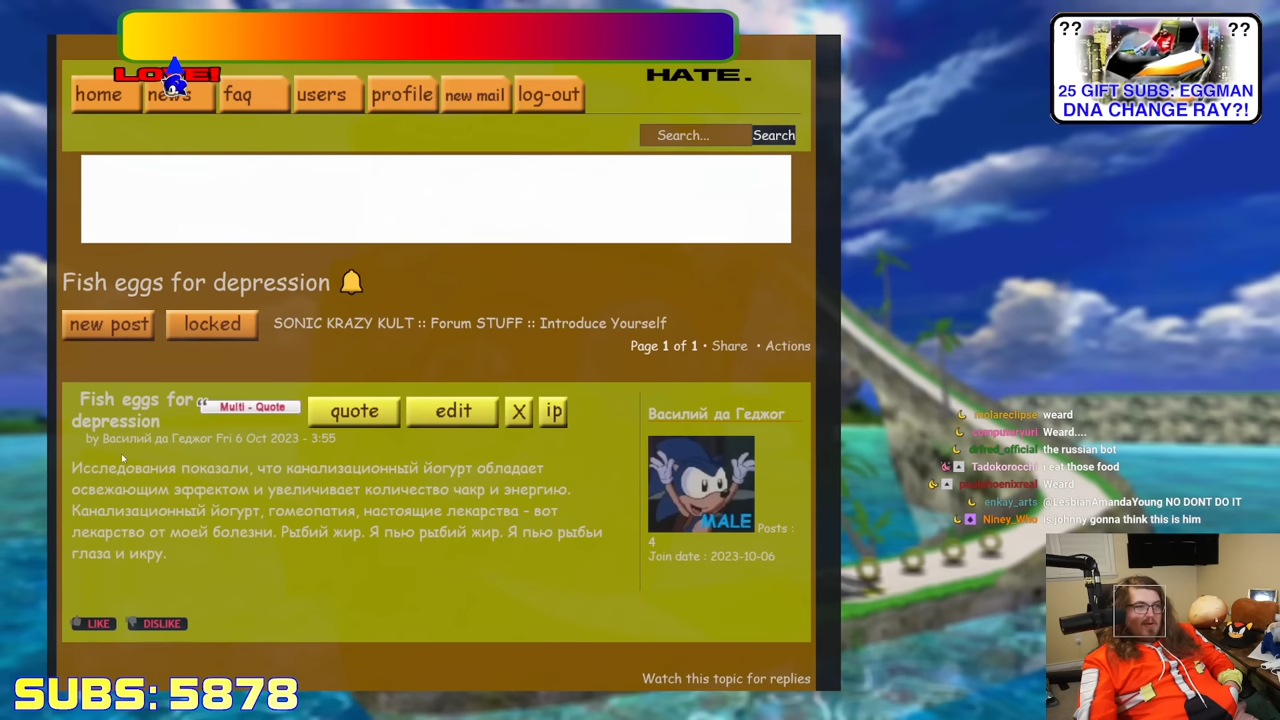 ?? ??
25 GIFT SUBS: EGGMAN
DNA CHANGE RAY?!
LOVE!
HATE.
home news faq users profile new mail log-out
Search... Search
Fish eggs for depression
new post locked SONIC KRAZY KULT :: Forum STUFF :: Introduce Yourself
Page 1 of 1 • Share • Actions
Fish eggs for
depression
Multi - Quote quote edit X ip
by Василий да Геджог Fri 6 Oct 2023 - 3:55
Исследования показали, что канализационный йогурт обладает
освежающим эффектом и увеличивает количество чакр и энергию.
Канализационный йогурт, гомеопатия, настоящие лекарства - вот
лекарство от моей болезни. Рыбий жир. Я пью рыбий жир. Я пью рыбьи
глаза и икру.
Василий да Геджог
MALE
Posts :
4
Join date : 2023-10-06
LIKE DISLIKE
Watch this topic for replies
SUBS: 5878
weard
Weard....
drfred_official the russian bot
Tadokorocchi i eat those food
Weard
enkay_arts @LesbianAmandaYoung NO DONT DO IT
Niney_Who is johnny gonna think this is him